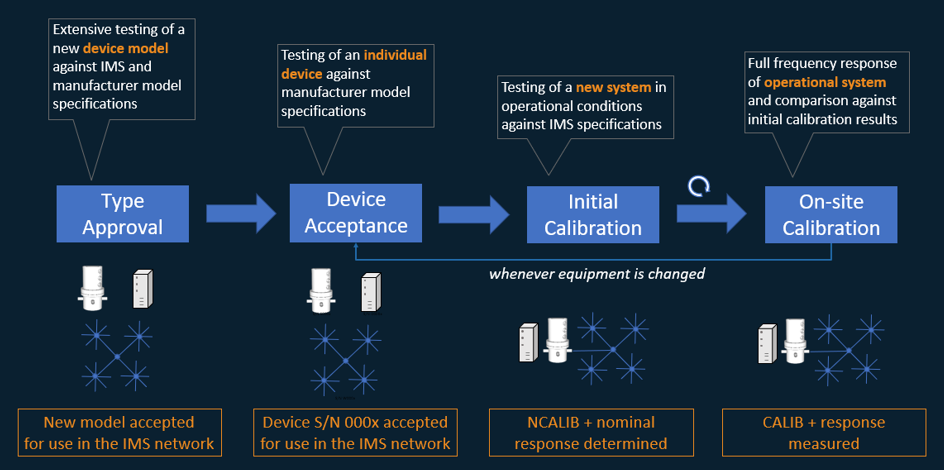 Extensive testing of a
new device model
against IMS and
manufacturer model
specifications
Testing of an individual
device against
manufacturer model
specifications
Testing of a new system in
operational conditions
against IMS specifications
Full frequency response
of operational system
and comparison against
initial calibration results
Type
Approval
Device
Acceptance
Initial
Calibration
On-site
Calibration
whenever equipment is changed
New model accepted
for use in the IMS network
Device S/N 000x accepted
for use in the IMS network
NCALIB + nominal
response determined
CALIB + response
measured